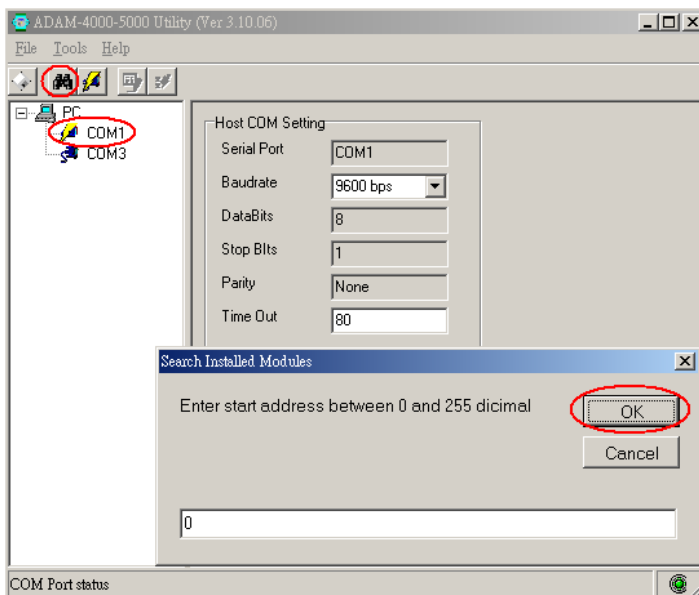 ADAM-4000-5000 Utility (Ver 3.10.06)
File Tools Help
PC
COM1
COM3
Host COM Setting
Serial Port COM1
Baudrate 9600 bps
DataBits 8
Stop BIts 1
Parity None
Time Out 80
Search Installed Modules
Enter start address between 0 and 255 dicimal
OK
Cancel
0
COM Port status